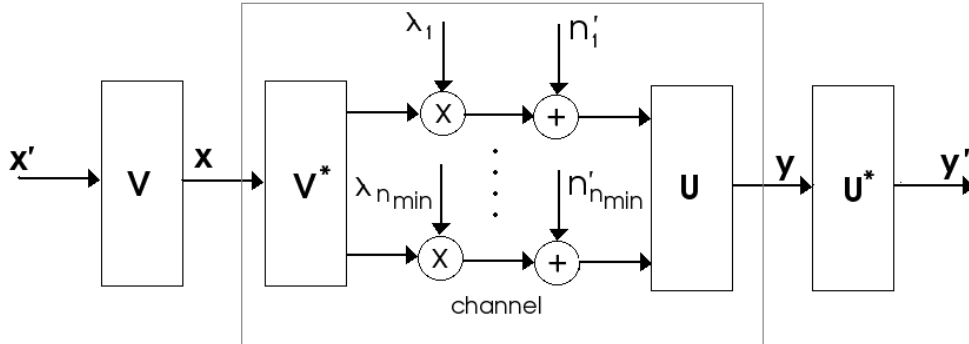 λ₁
n'₁
x'
V
x
V*
X
+
λₙₘᵢₙ
n'ₙₘᵢₙ
X
+
U
y
U*
y'
channel